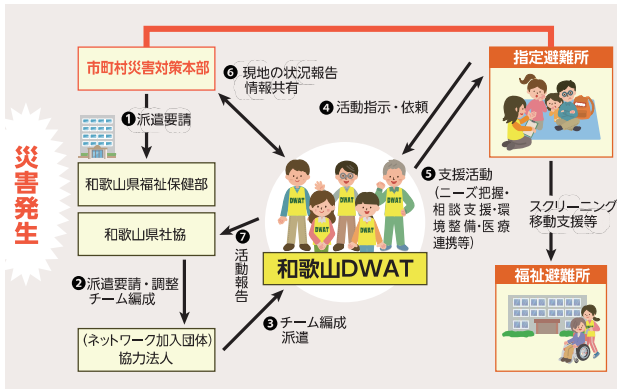 災害発生
市町村災害対策本部
❶派遣要請
和歌山県福祉保健部
和歌山県社協
❷派遣要請・調整
チーム編成
(ネットワーク加入団体)
協力法人
❸チーム編成
派遣
❹活動指示・依頼
❺支援活動
(ニーズ把握・
相談支援・環
境整備・医療
連携等)
❻現地の状況報告
情報共有
❼活動報告
DWAT
DWAT
DWAT
DWAT
DWAT
和歌山DWAT
指定避難所
スクリーニング
移動支援等
福祉避難所